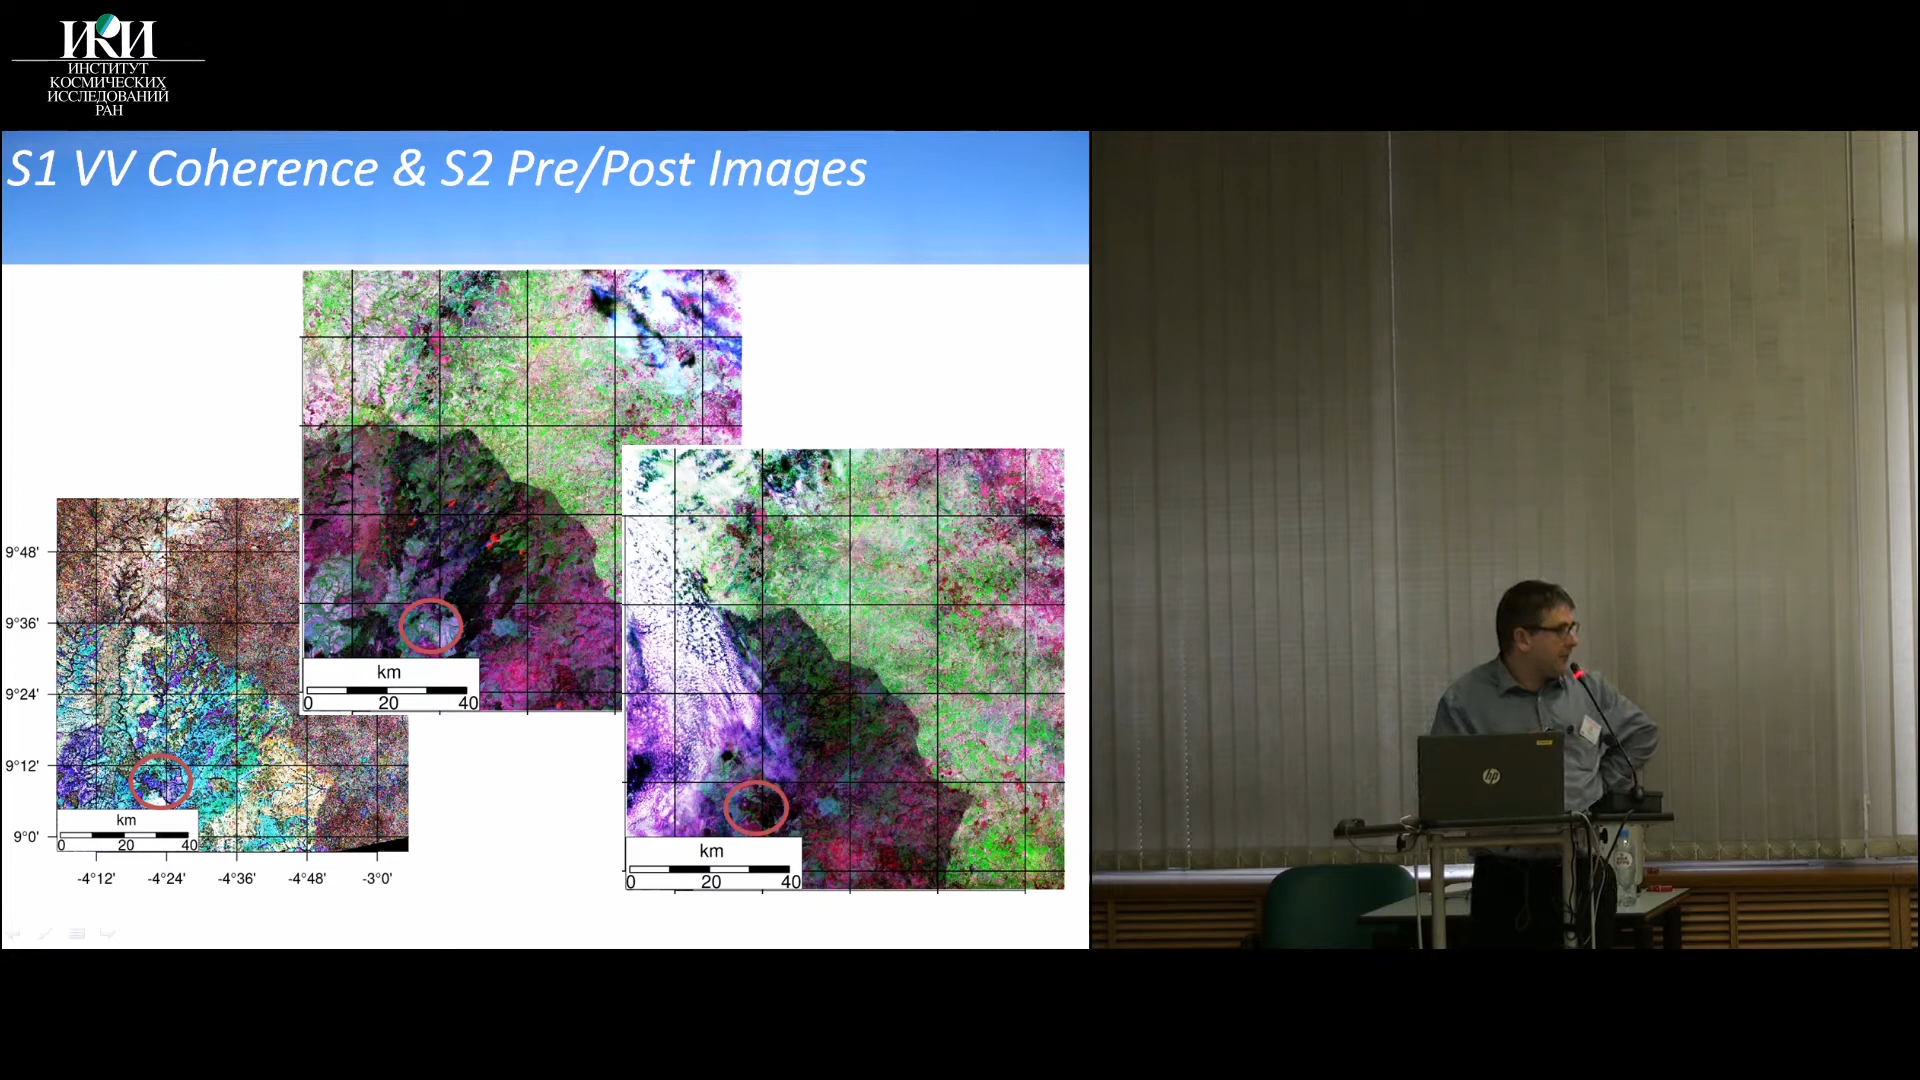 ИКИ
ИНСТИТУТ
КОСМИЧЕСКИХ
ИССЛЕДОВАНИЙ
РАН
S1 VV Coherence & S2 Pre/Post Images
9°48'
9°36'
9°24'
9°12'
9°0'
km
0 20 40
-4°12' -4°24' -4°36' -4°48' -3°0'
km
0 20 40
km
0 20 40
hp